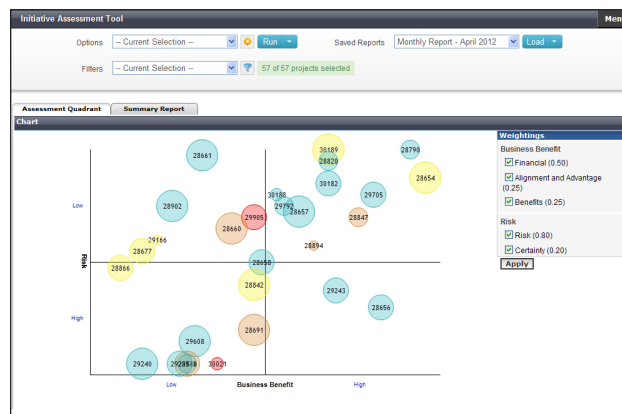 Initiative Assessment Tool
Men
Options
-- Current Selection --
Run
Saved Reports
Monthly Report - April 2012
Load
Filters
-- Current Selection --
57 of 57 projects selected
Assessment Quadrant
Summary Report
Chart
Weightings
Business Benefit
Financial (0.50)
Alignment and Advantage
(0.25)
Benefits (0.25)
Risk
Risk (0.80)
Certainty (0.20)
Apply
28661
30189
28820
28790
30182
28654
30188
29705
Low
28902
29792
28657
29905
28847
28660
29166
28894
28677
Risk
28866
28658
28842
29243
28656
High
28691
29608
29240
30021
Low
Business Benefit
High